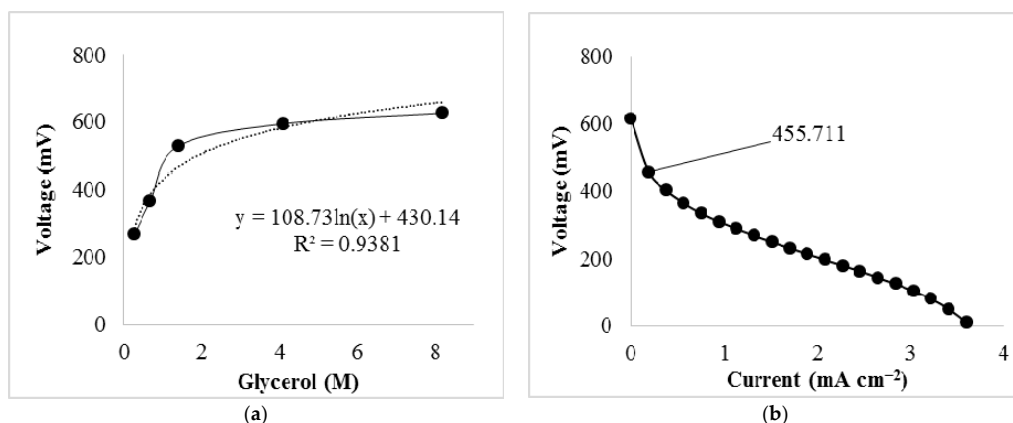 800
600
400
200
0
Voltage (mV)
y = 108.73ln(x) + 430.14
R² = 0.9381
0 2 4 6 8
Glycerol (M)
(a)
800
600
400
200
0
Voltage (mV)
455.711
0 1 2 3 4
Current (mA cm⁻²)
(b)